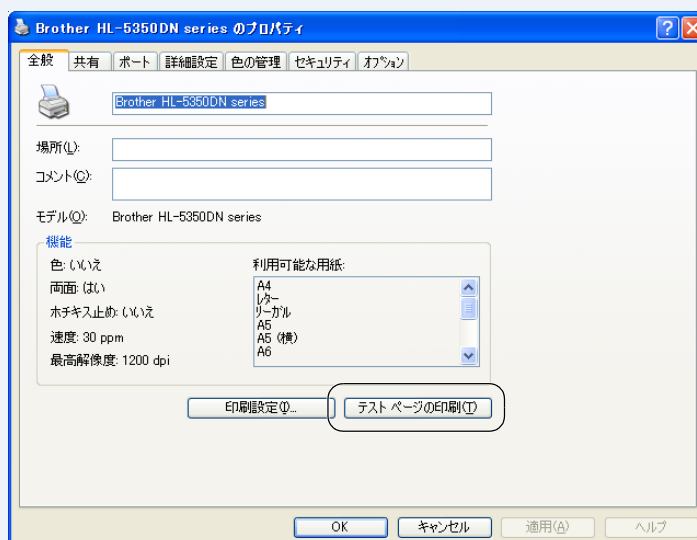 Brother HL-5350DN series のプロパティ
全般 共有 ポート 詳細設定 色の管理 セキュリティ オプション
Brother HL-5350DN series
場所(L):
コメント(C):
モデル(O): Brother HL-5350DN series
機能
色: いいえ 利用可能な用紙:
両面: はい A4
レター
ホチキス止め: いいえ リーガル
A5
速度: 30 ppm A5 (横)
最高解像度: 1200 dpi A6
印刷設定(I)... テスト ページの印刷(T)
OK キャンセル 適用(A) ヘルプ